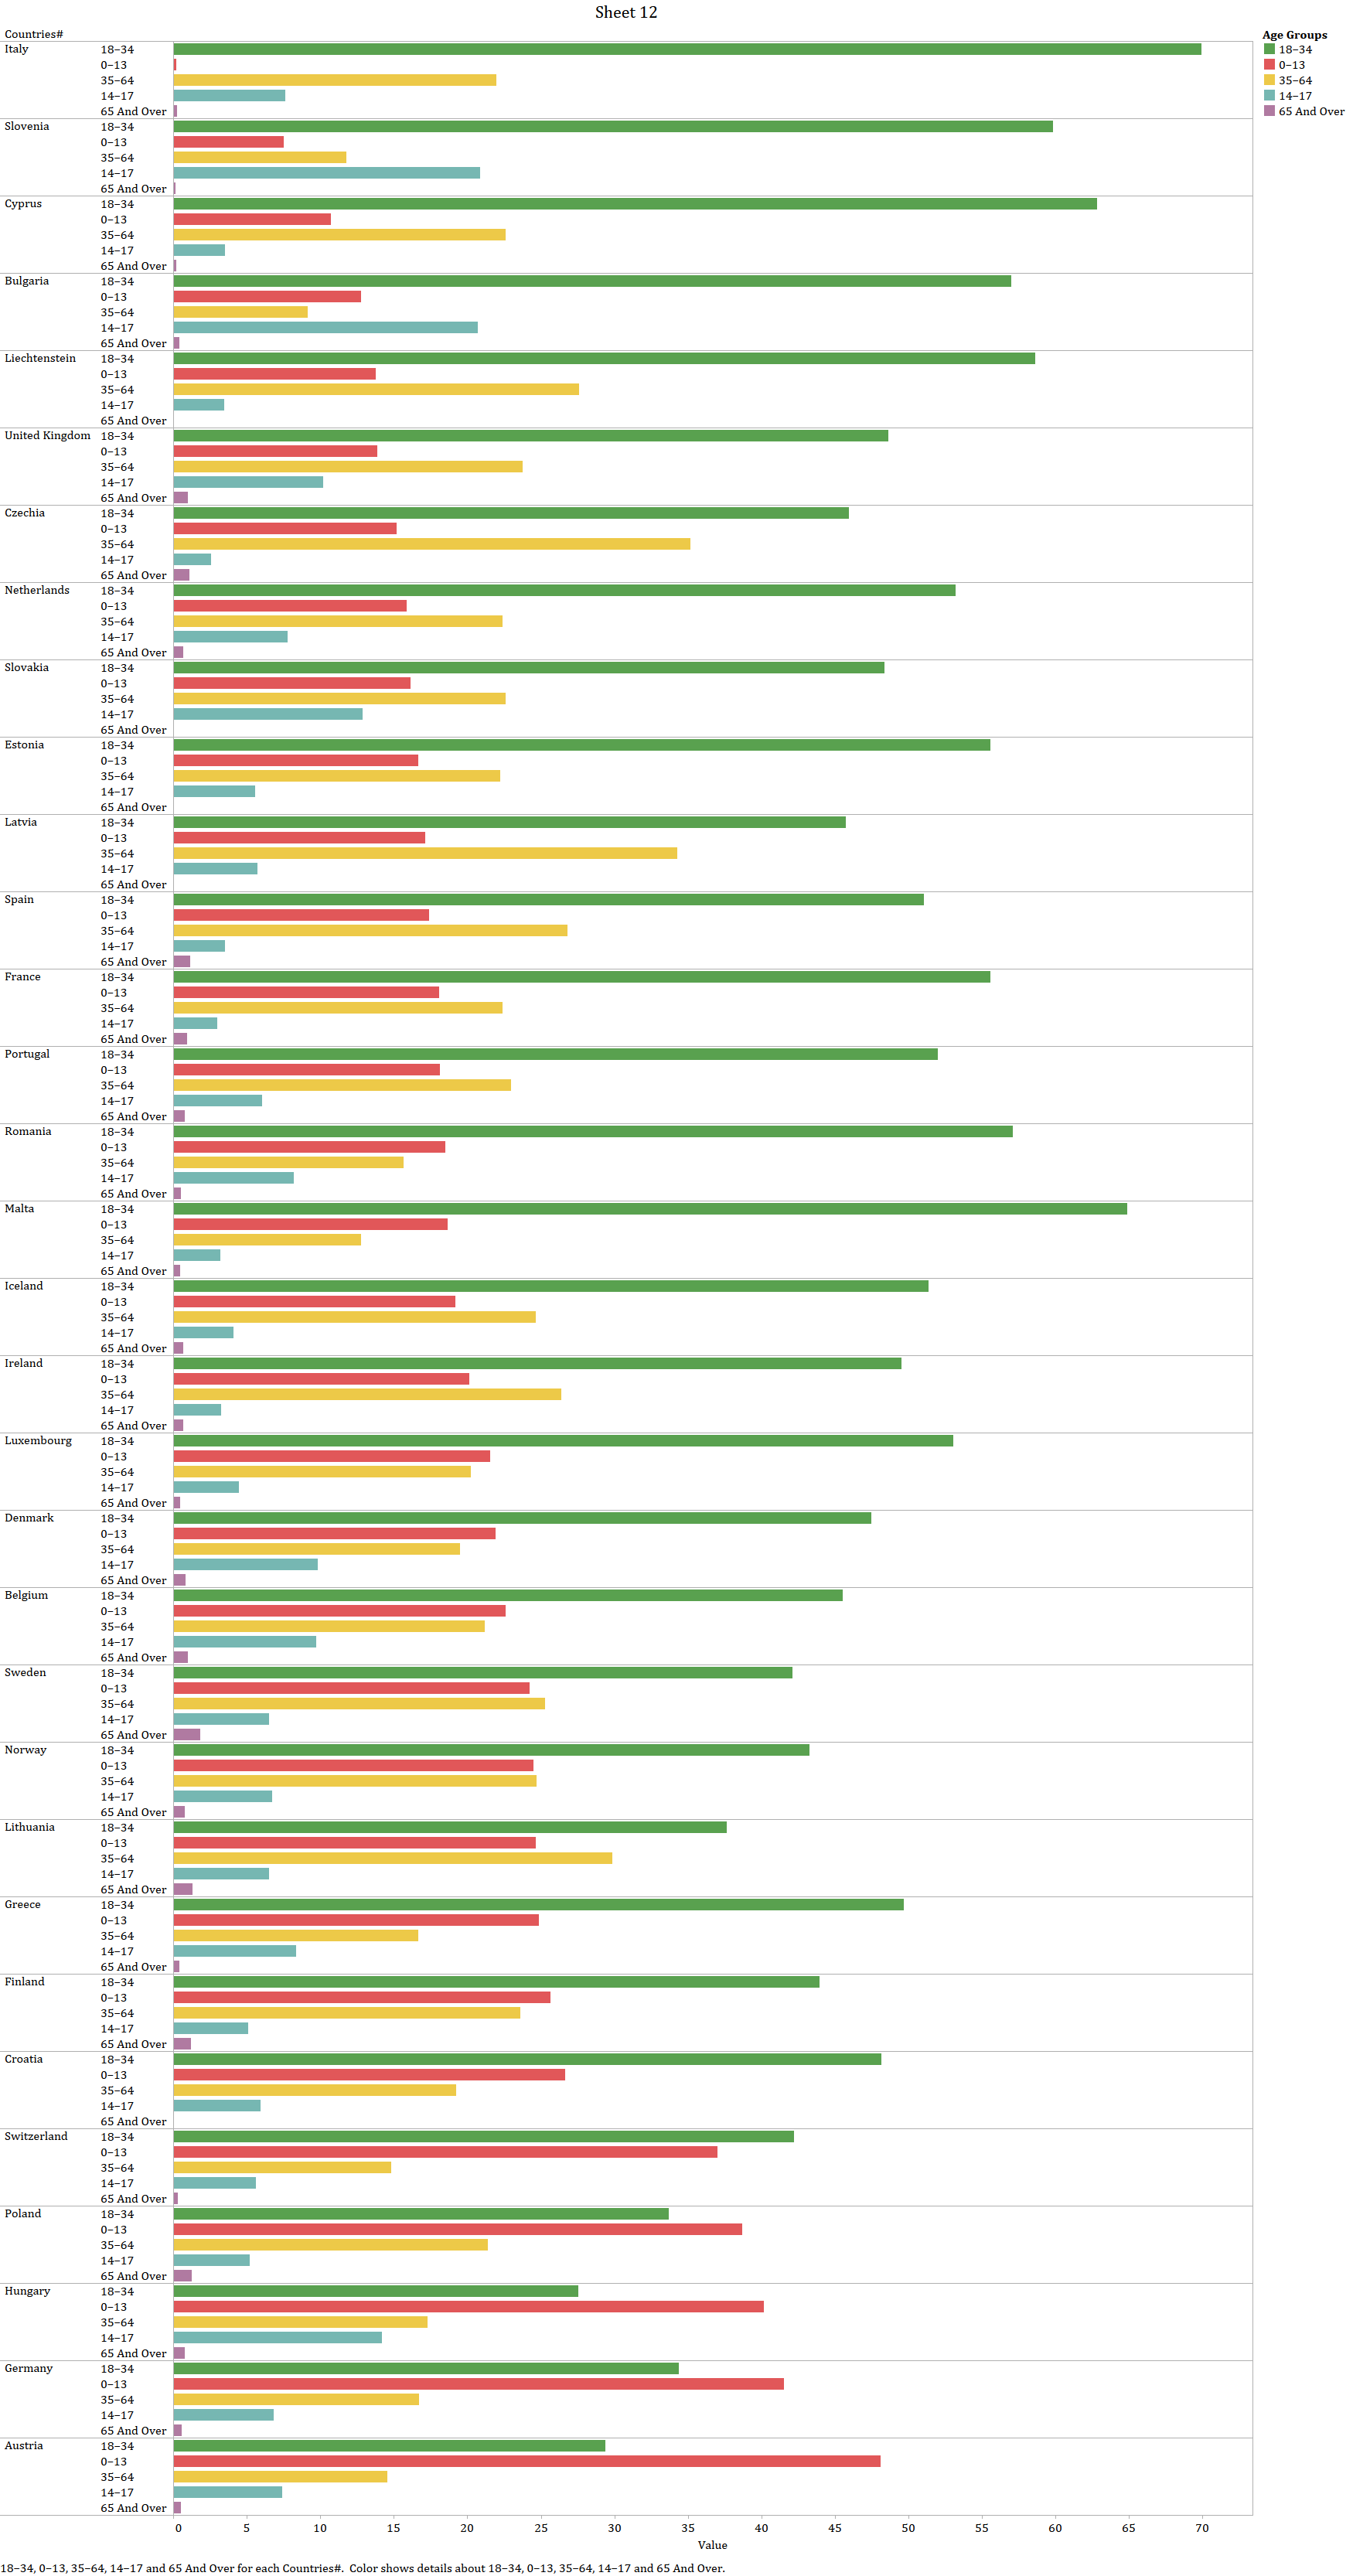 Sheet 12
Countries#
Age Groups
18–34
0–13
35–64
14–17
65 And Over
Italy 18–34
0–13
35–64
14–17
65 And Over
Slovenia 18–34
0–13
35–64
14–17
65 And Over
Cyprus 18–34
0–13
35–64
14–17
65 And Over
Bulgaria 18–34
0–13
35–64
14–17
65 And Over
Liechtenstein 18–34
0–13
35–64
14–17
65 And Over
United Kingdom 18–34
0–13
35–64
14–17
65 And Over
Czechia 18–34
0–13
35–64
14–17
65 And Over
Netherlands 18–34
0–13
35–64
14–17
65 And Over
Slovakia 18–34
0–13
35–64
14–17
65 And Over
Estonia 18–34
0–13
35–64
14–17
65 And Over
Latvia 18–34
0–13
35–64
14–17
65 And Over
Spain 18–34
0–13
35–64
14–17
65 And Over
France 18–34
0–13
35–64
14–17
65 And Over
Portugal 18–34
0–13
35–64
14–17
65 And Over
Romania 18–34
0–13
35–64
14–17
65 And Over
Malta 18–34
0–13
35–64
14–17
65 And Over
Iceland 18–34
0–13
35–64
14–17
65 And Over
Ireland 18–34
0–13
35–64
14–17
65 And Over
Luxembourg 18–34
0–13
35–64
14–17
65 And Over
Denmark 18–34
0–13
35–64
14–17
65 And Over
Belgium 18–34
0–13
35–64
14–17
65 And Over
Sweden 18–34
0–13
35–64
14–17
65 And Over
Norway 18–34
0–13
35–64
14–17
65 And Over
Lithuania 18–34
0–13
35–64
14–17
65 And Over
Greece 18–34
0–13
35–64
14–17
65 And Over
Finland 18–34
0–13
35–64
14–17
65 And Over
Croatia 18–34
0–13
35–64
14–17
65 And Over
Switzerland 18–34
0–13
35–64
14–17
65 And Over
Poland 18–34
0–13
35–64
14–17
65 And Over
Hungary 18–34
0–13
35–64
14–17
65 And Over
Germany 18–34
0–13
35–64
14–17
65 And Over
Austria 18–34
0–13
35–64
14–17
65 And Over
0 5 10 15 20 25 30 35 40 45 50 55 60 65 70
Value
18–34, 0–13, 35–64, 14–17 and 65 And Over for each Countries#. Color shows details about 18–34, 0–13, 35–64, 14–17 and 65 And Over.